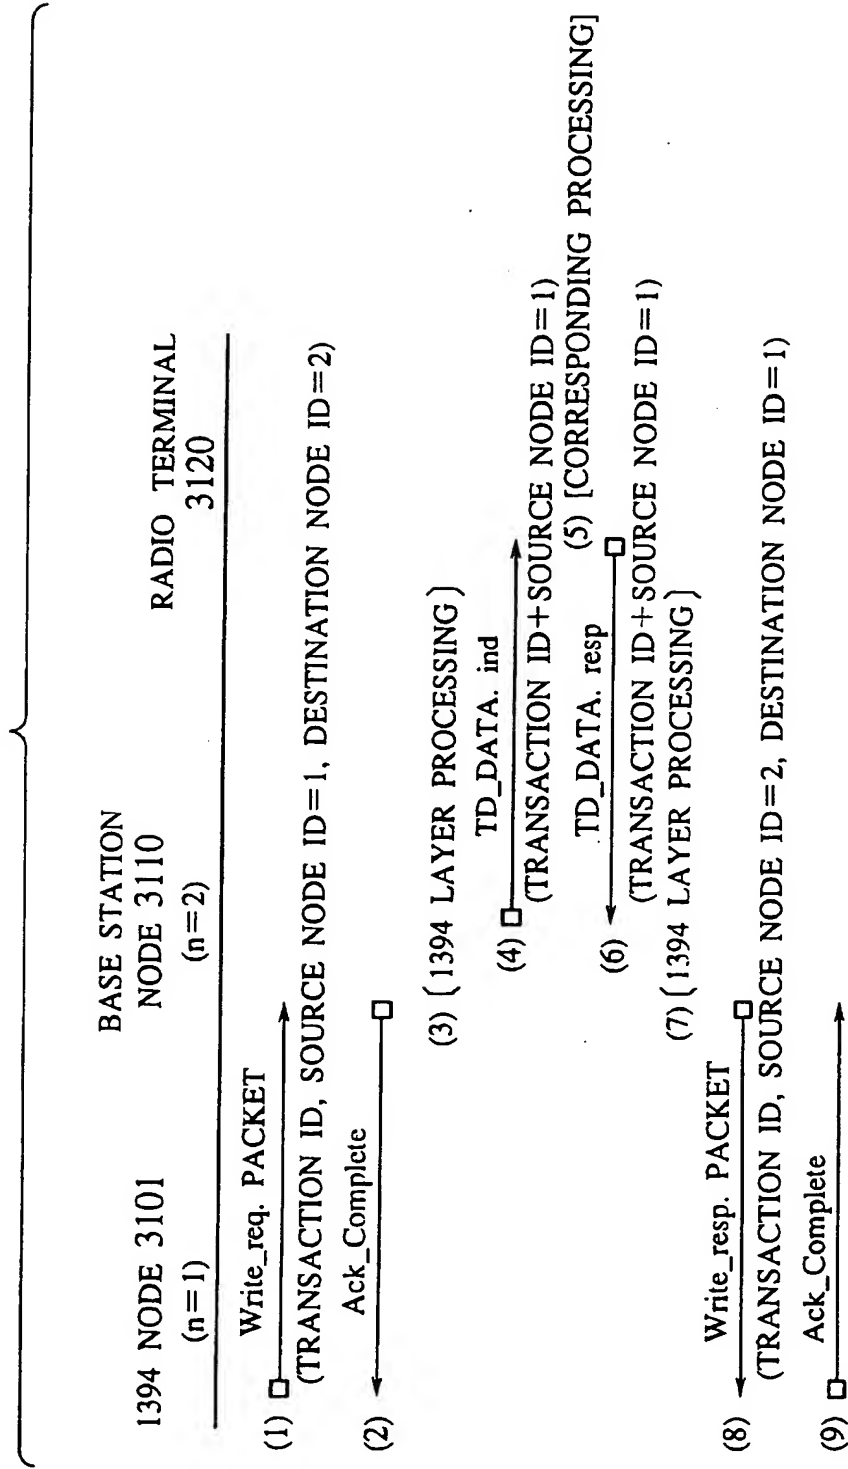 1394 NODE 3101
(n=1)
BASE STATION
NODE 3110
(n=2)
RADIO TERMINAL
3120
(1)
Write_req. PACKET
(TRANSACTION ID, SOURCE NODE ID=1, DESTINATION NODE ID=2)
(2)
Ack_Complete
(3) (1394 LAYER PROCESSING)
(4)
TD_DATA. ind
(TRANSACTION ID+SOURCE NODE ID=1)
(5) [CORRESPONDING PROCESSING]
(6)
TD_DATA. resp
(TRANSACTION ID+SOURCE NODE ID=1)
(7) (1394 LAYER PROCESSING)
(8)
Write_resp. PACKET
(TRANSACTION ID, SOURCE NODE ID=2, DESTINATION NODE ID=1)
(9)
Ack_Complete